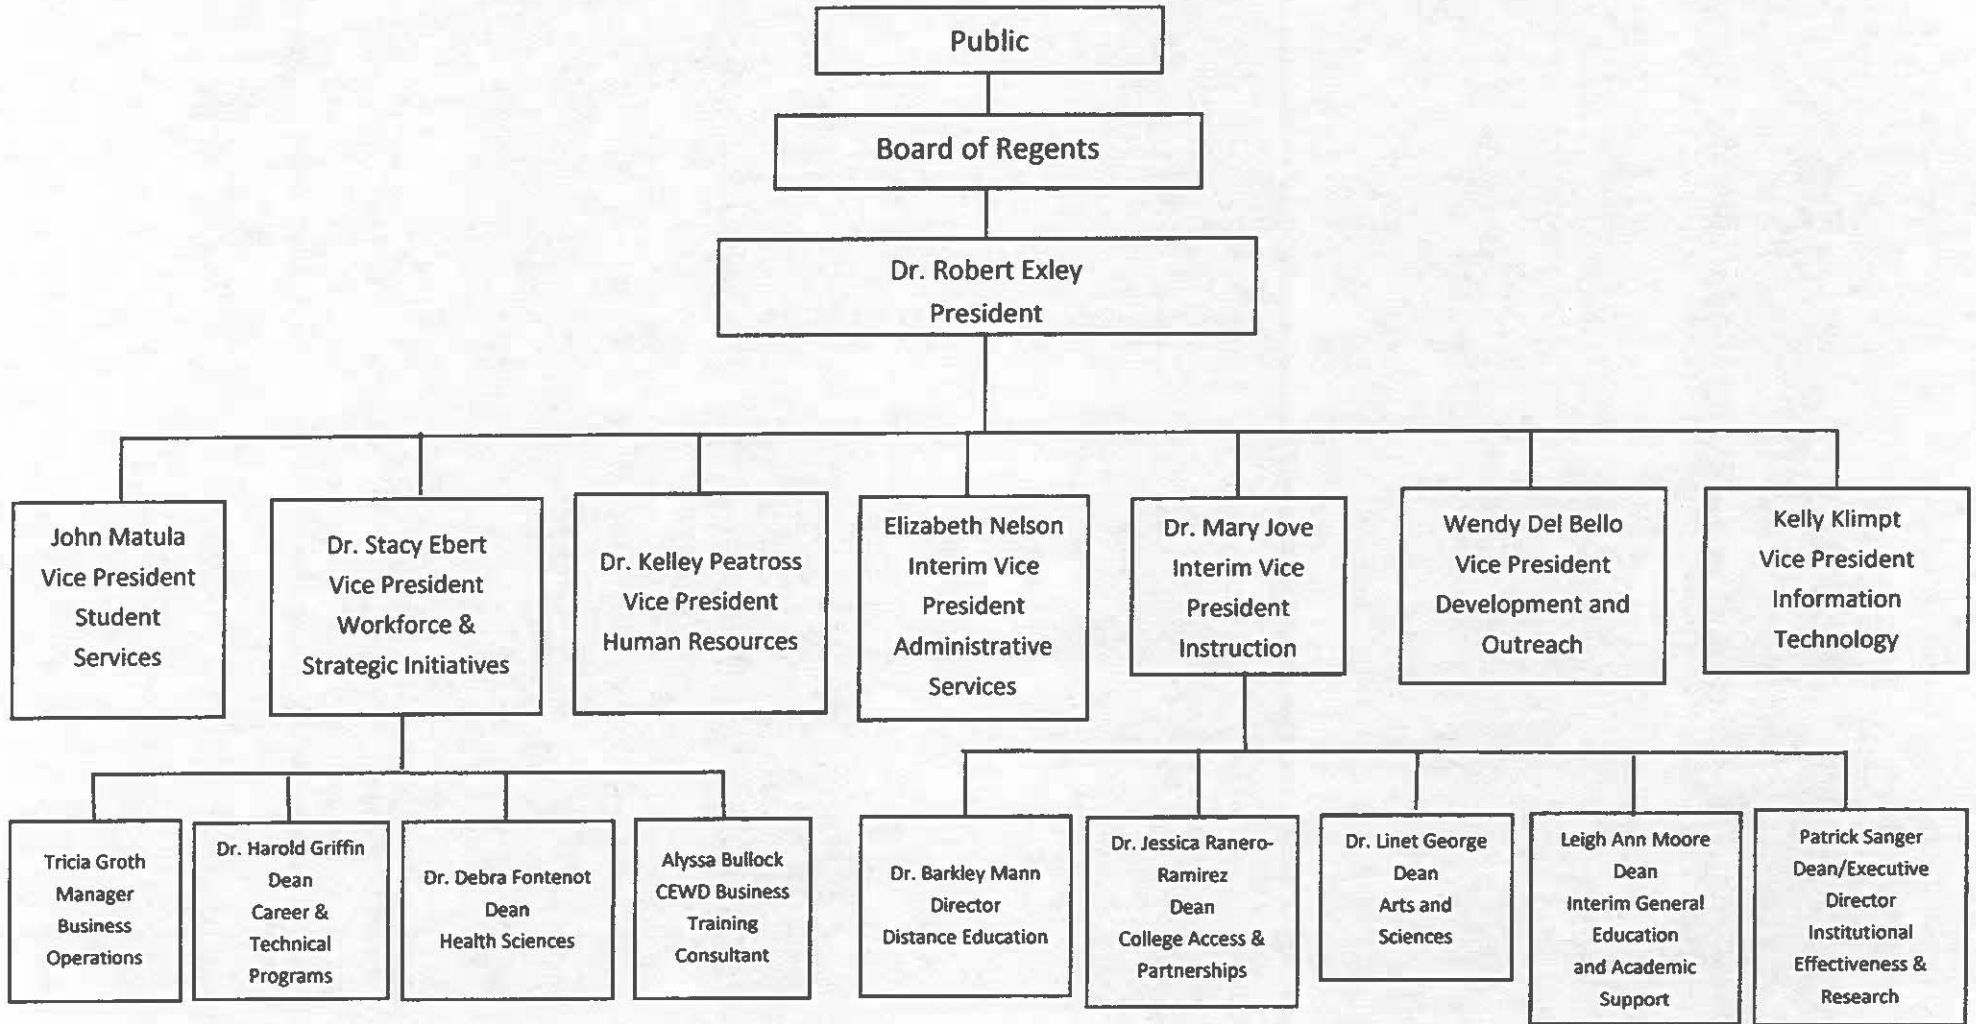 Public
Board of Regents
Dr. Robert Exley
President
John Matula
Vice President
Student
Services
Dr. Stacy Ebert
Vice President
Workforce &
Strategic Initiatives
Dr. Kelley Peatross
Vice President
Human Resources
Elizabeth Nelson
Interim Vice
President
Administrative
Services
Dr. Mary Jove
Interim Vice
President
Instruction
Wendy Del Bello
Vice President
Development and
Outreach
Kelly Klimpt
Vice President
Information
Technology
Tricia Groth
Manager
Business
Operations
Dr. Harold Griffin
Dean
Career &
Technical
Programs
Dr. Debra Fontenot
Dean
Health Sciences
Alyssa Bullock
CEWD Business
Training
Consultant
Dr. Barkley Mann
Director
Distance Education
Dr. Jessica Ranero-
Ramirez
Dean
College Access &
Partnerships
Dr. Linet George
Dean
Arts and
Sciences
Leigh Ann Moore
Dean
Interim General
Education
and Academic
Support
Patrick Sanger
Dean/Executive
Director
Institutional
Effectiveness &
Research